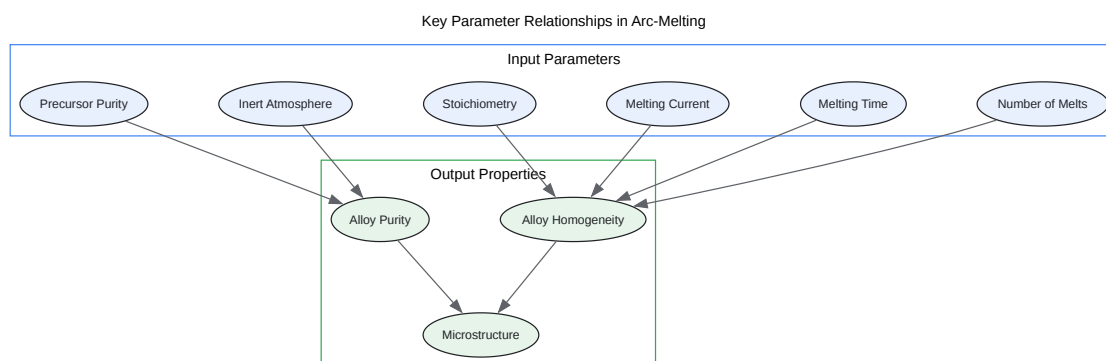 Key Parameter Relationships in Arc-Melting
Input Parameters
Precursor Purity
Inert Atmosphere
Stoichiometry
Melting Current
Melting Time
Number of Melts
Output Properties
Alloy Purity
Alloy Homogeneity
Microstructure